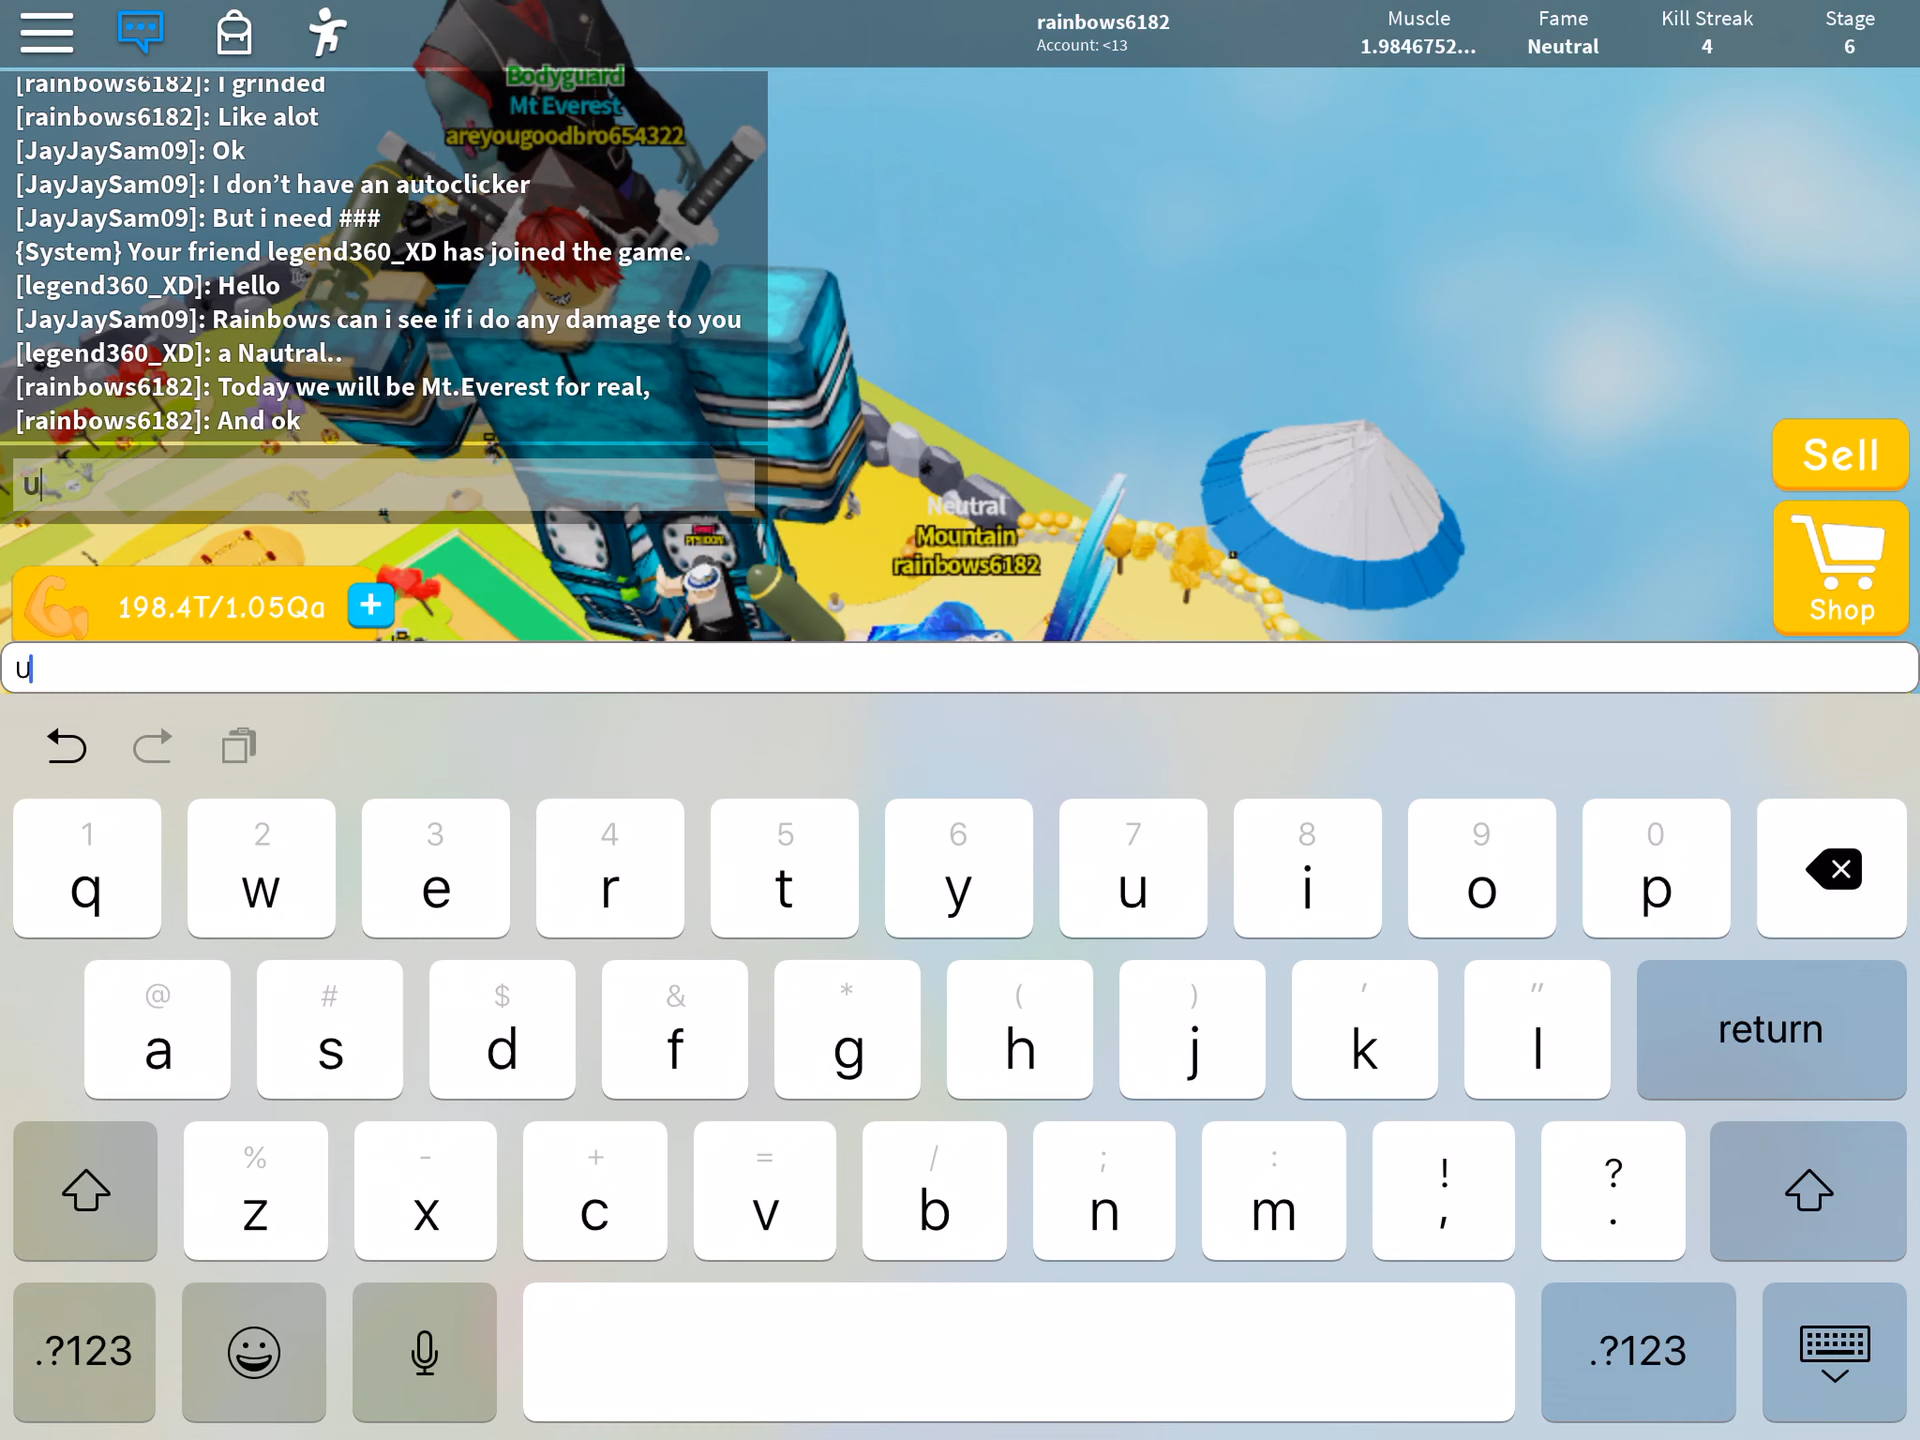 rainbows6182
Account: <13
Muscle
1.9846752...
Fame
Neutral
Kill Streak
4
Stage
6
[rainbows6182]: I grinded
[rainbows6182]: Like alot
[JayJaySam09]: Ok
[JayJaySam09]: I don’t have an autoclicker
[JayJaySam09]: But i need ###
{System} Your friend legend360_XD has joined the game.
[legend360_XD]: Hello
[JayJaySam09]: Rainbows can i see if i do any damage to you
[legend360_XD]: a Nautral..
[rainbows6182]: Today we will be Mt.Everest for real,
[rainbows6182]: And ok
u
Bodyguard
Mt Everest
areyougoodbro654322
Neutral
Mountain
rainbows6182
198.4T/1.05Qa
+
Sell
Shop
u
1 2 3 4 5 6 7 8 9 0
q w e r t y u i o p
@ # $ & * ( ) ' "
a s d f g h j k l return
% - + = / ; : ! ?
z x c v b n m , .
.?123 .?123